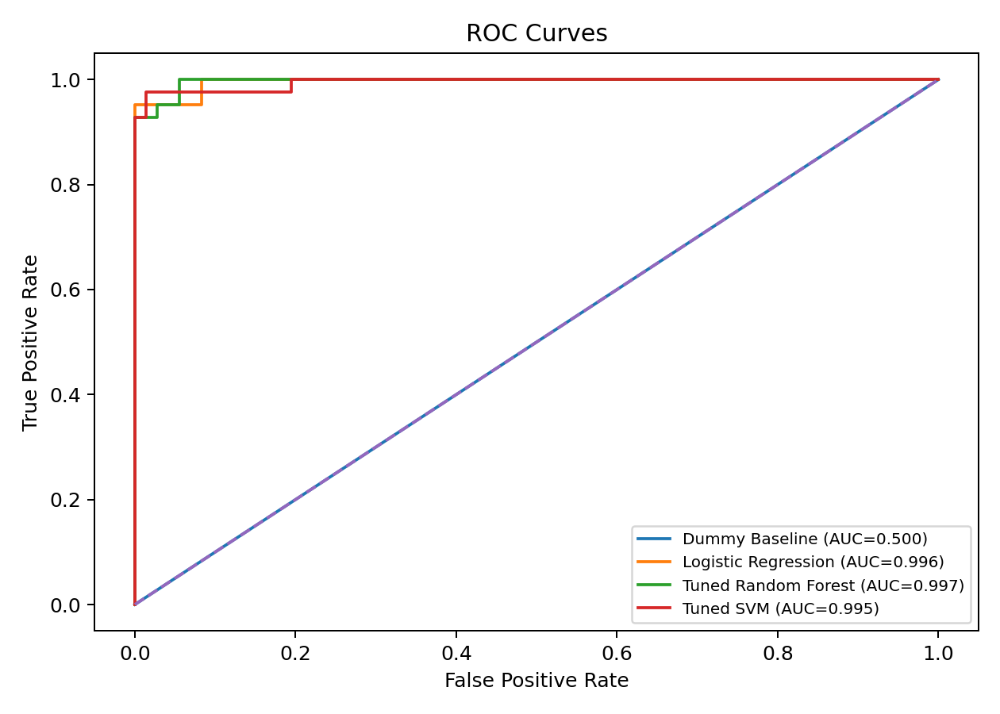 ROC Curves
1.0
0.8
0.6
0.4
0.2
0.0
True Positive Rate
Dummy Baseline (AUC=0.500)
Logistic Regression (AUC=0.996)
Tuned Random Forest (AUC=0.997)
Tuned SVM (AUC=0.995)
0.0 0.2 0.4 0.6 0.8 1.0
False Positive Rate